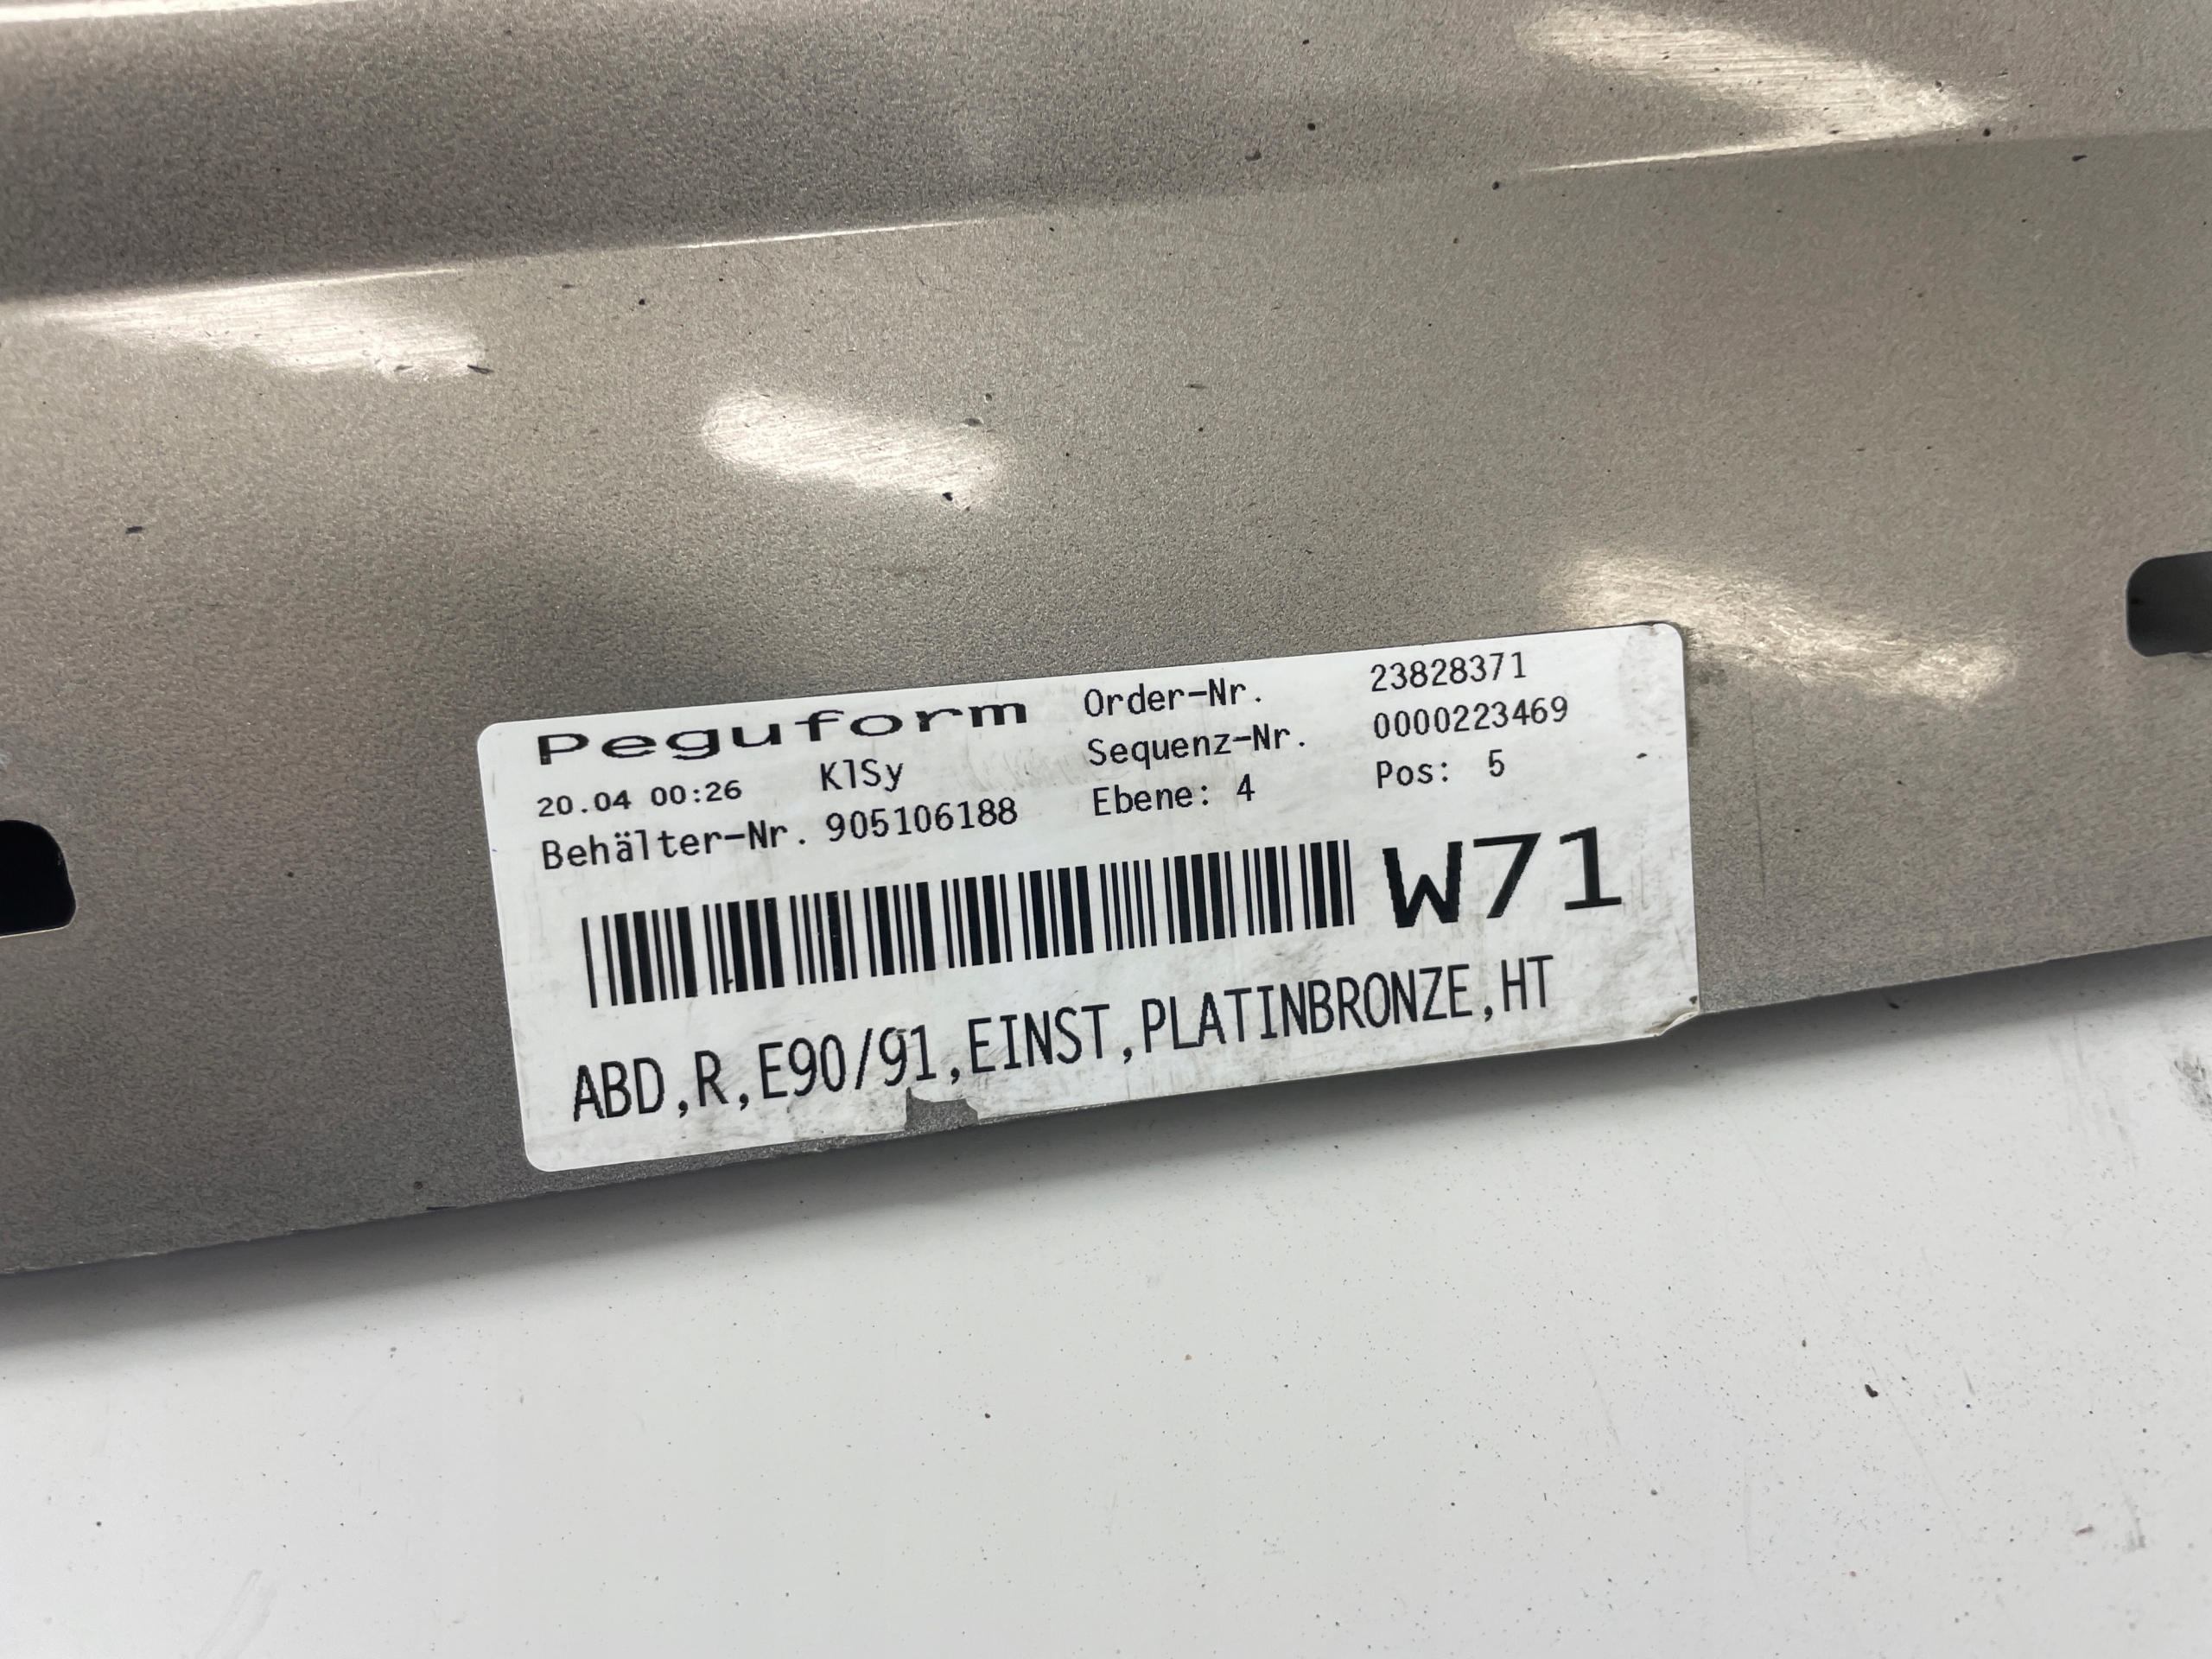 Peguform
20.04 00:26 KlSy
Behälter-Nr. 905106188
Order-Nr. 23828371
Sequenz-Nr. 0000223469
Ebene: 4 Pos: 5
W71
ABD,R,E90/91,EINST,PLATINBRONZE,HT